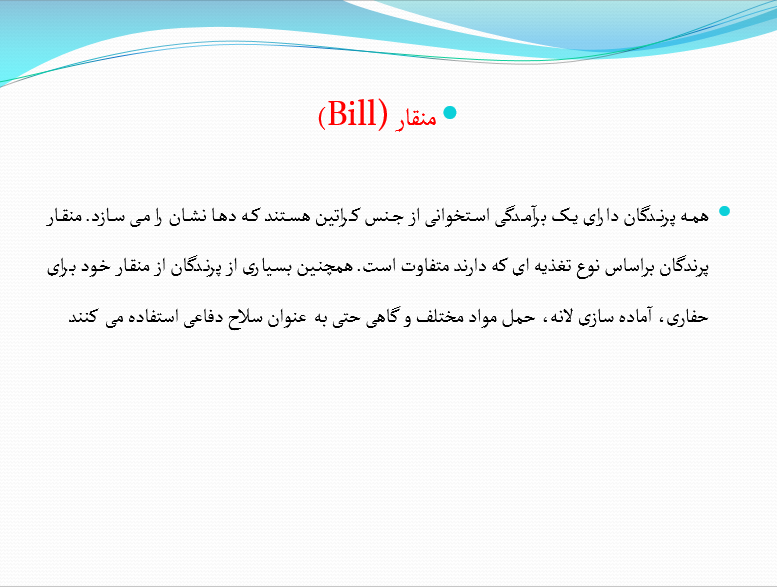 منقار (Bill)
همه پرندگان دارای یک برآمدگی استخوانی از جنس کراتین هستند که دها نشان را می سازد. منقار
پرندگان براساس نوع تغذیه ای که دارند متفاوت است. همچنین بسیاری از پرندگان از منقار خود برای
حفاری، آماده سازی لانه، حمل مواد مختلف و گاهی حتی به عنوان سلاح دفاعی استفاده می کنند